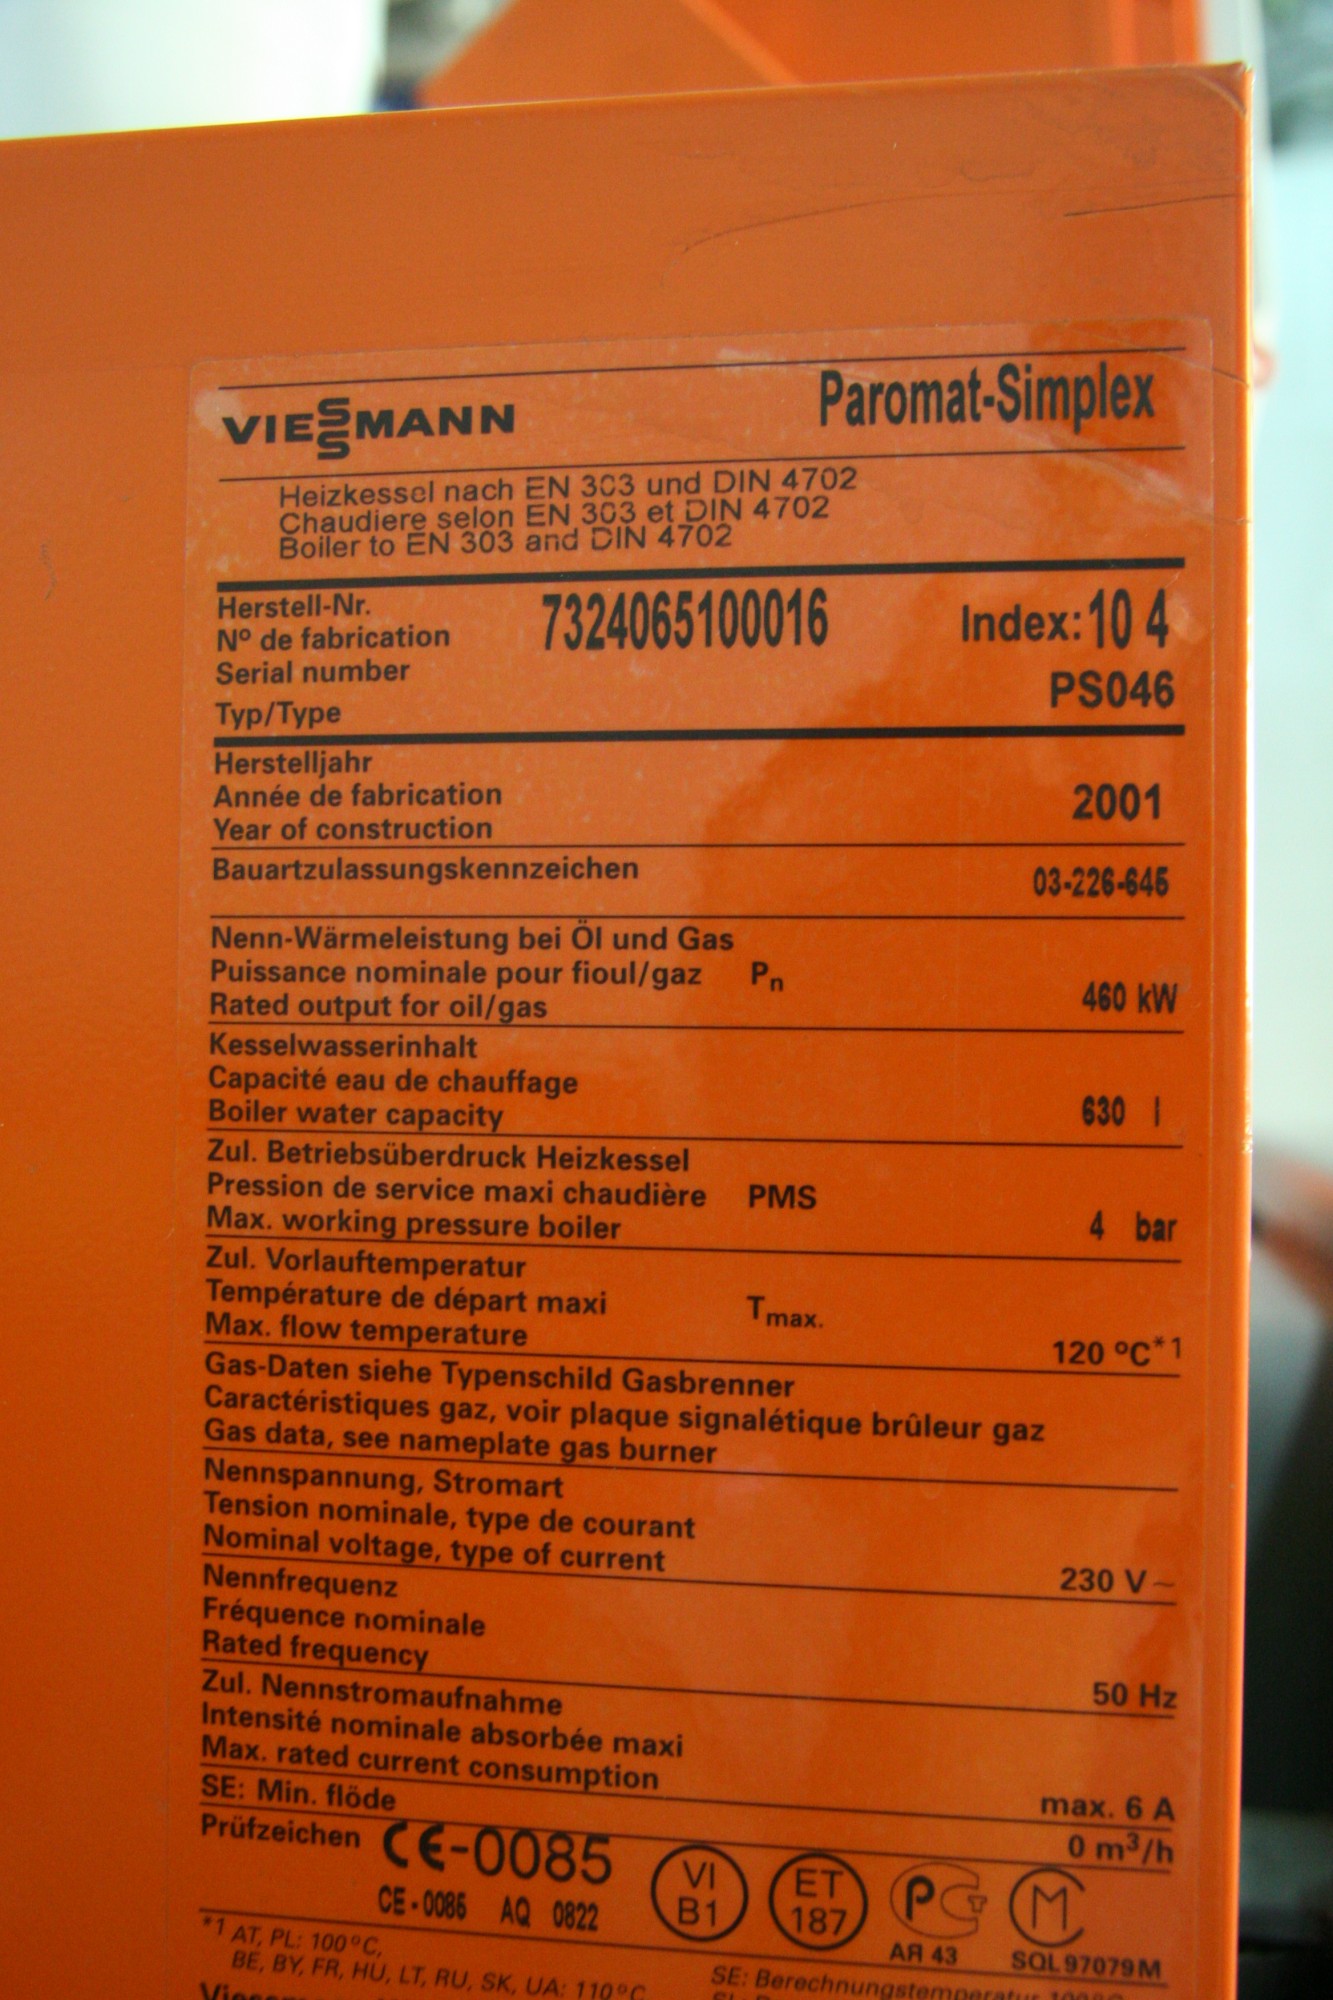 VIESSMANN Paromat-Simplex
Heizkessel nach EN 303 und DIN 4702
Chaudiere selon EN 303 et DIN 4702
Boiler to EN 303 and DIN 4702
Herstell-Nr.
Nº de fabrication 7324065100016 Index: 10 4
Serial number
Typ/Type PS046
Herstelljahr
Année de fabrication 2001
Year of construction
Bauartzulassungskennzeichen 03-226-645
Nenn-Wärmeleistung bei Öl und Gas
Puissance nominale pour fioul/gaz Pn
Rated output for oil/gas 460 kW
Kesselwasserinhalt
Capacité eau de chauffage
Boiler water capacity 630 l
Zul. Betriebsüberdruck Heizkessel
Pression de service maxi chaudière PMS
Max. working pressure boiler 4 bar
Zul. Vorlauftemperatur
Température de départ maxi Tmax.
Max. flow temperature 120 ºC*1
Gas-Daten siehe Typenschild Gasbrenner
Caractéristiques gaz, voir plaque signalétique brûleur gaz
Gas data, see nameplate gas burner
Nennspannung, Stromart
Tension nominale, type de courant
Nominal voltage, type of current 230 V ~
Nennfrequenz
Fréquence nominale
Rated frequency 50 Hz
Zul. Nennstromaufnahme
Intensité nominale absorbée maxi
Max. rated current consumption max. 6 A
SE: Min. flöde 0 m³/h
Prüfzeichen CE-0085
VI B1
ET 187
PCT
M
CE-0085 AQ 0822
AR 43 SQL 97079M
*1 AT, PL: 100ºC,
BE, BY, FR, HU, LT, RU, SK, UA: 110ºC
SE: Berechnungstemperatur